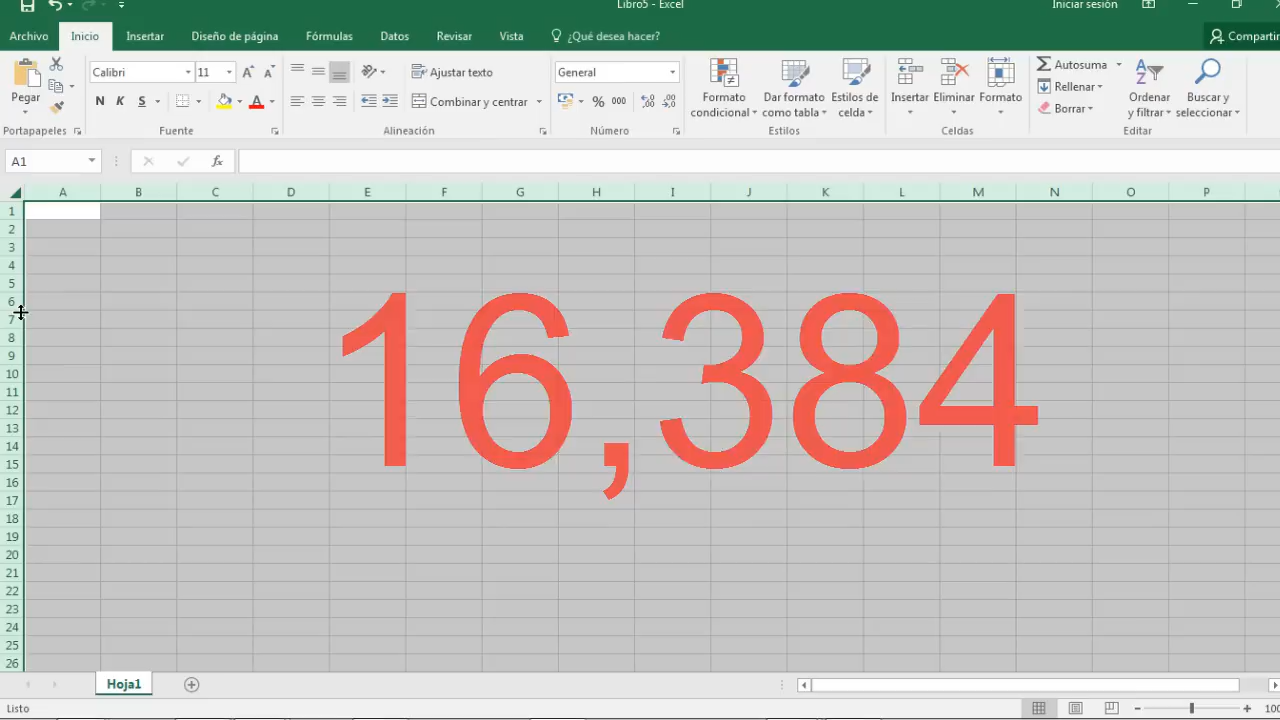 Libro5 - Excel
Iniciar sesión
Archivo Inicio Insertar Diseño de página Fórmulas Datos Revisar Vista ¿Qué desea hacer? Compartir
Pegar
Calibri 11
N K S A
Ajustar texto
Combinar y centrar
General
% 000
Formato condicional
Dar formato como tabla
Estilos de celda
Insertar Eliminar Formato
Autosuma
Rellenar
Borrar
Ordenar y filtrar
Buscar y seleccionar
Portapapeles Fuente Alineación Número Estilos Celdas Editar
A1 fx
A B C D E F G H I J K L M N O P
1
2
3
4
5
6
7
8
9
10
11
12
13
14
15
16
17
18
19
20
21
22
23
24
25
26
16,384
Hoja1
Listo 100